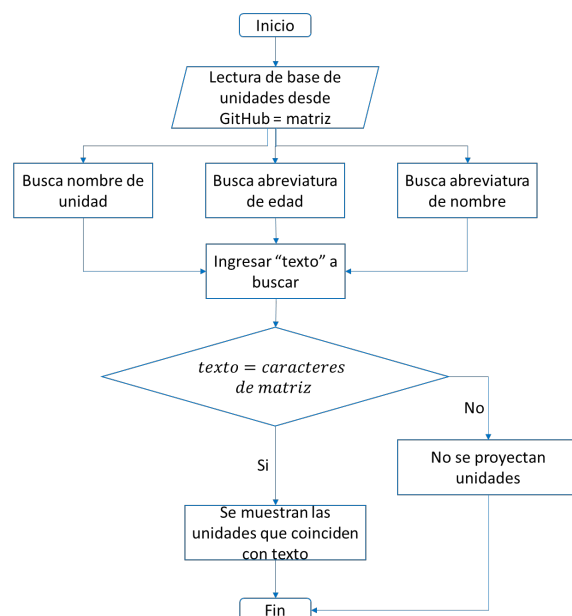 Inicio
Lectura de base de
unidades desde
GitHub = matriz
Busca nombre de
unidad
Busca abreviatura
de edad
Busca abreviatura
de nombre
Ingresar “texto” a
buscar
texto = caracteres
de matriz
No
No se proyectan
unidades
Si
Se muestran las
unidades que coinciden
con texto
Fin